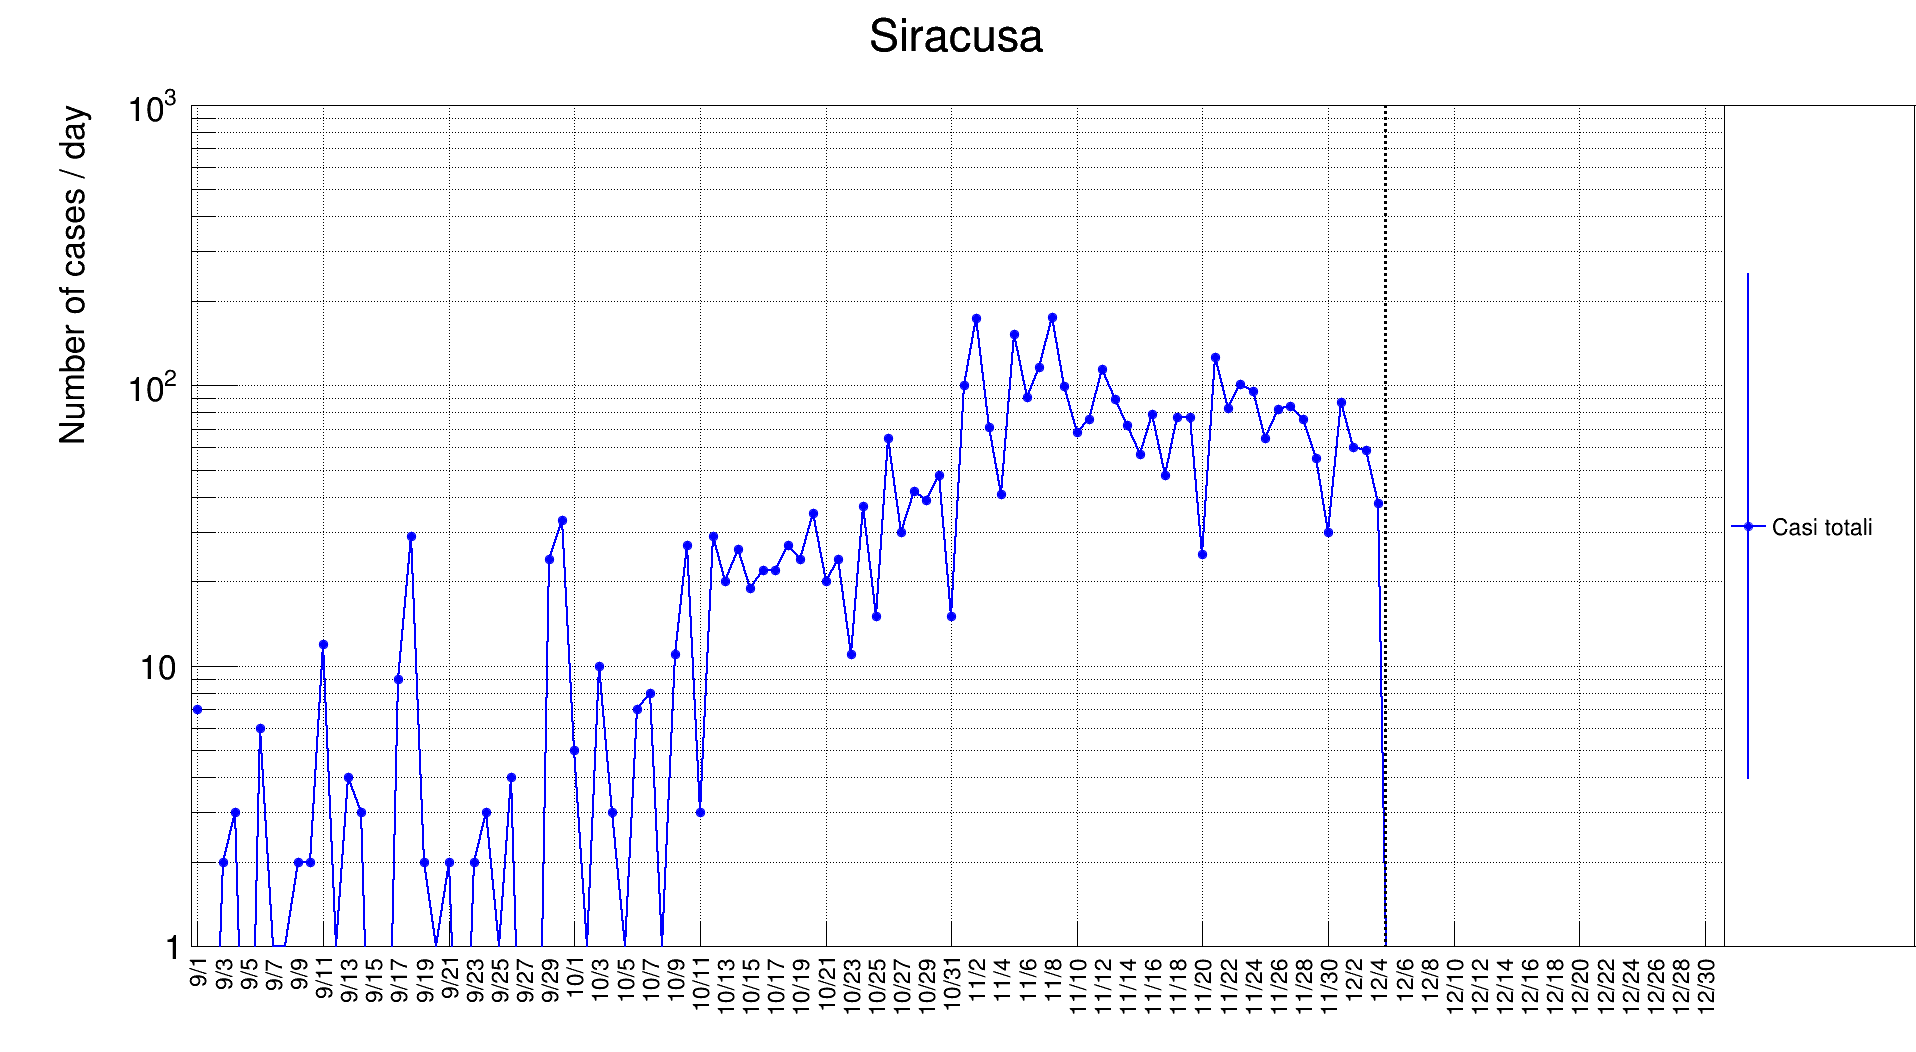 Siracusa
Number of cases / day
10³
10²
10
1
9/1 9/3 9/5 9/7 9/9 9/11 9/13 9/15 9/17 9/19 9/21 9/23 9/25 9/27 9/29 10/1 10/3 10/5 10/7 10/9 10/11 10/13 10/15 10/17 10/19 10/21 10/23 10/25 10/27 10/29 10/31 11/2 11/4 11/6 11/8 11/10 11/12 11/14 11/16 11/18 11/20 11/22 11/24 11/26 11/28 11/30 12/2 12/4 12/6 12/8 12/10 12/12 12/14 12/16 12/18 12/20 12/22 12/24 12/26 12/28 12/30
Casi totali